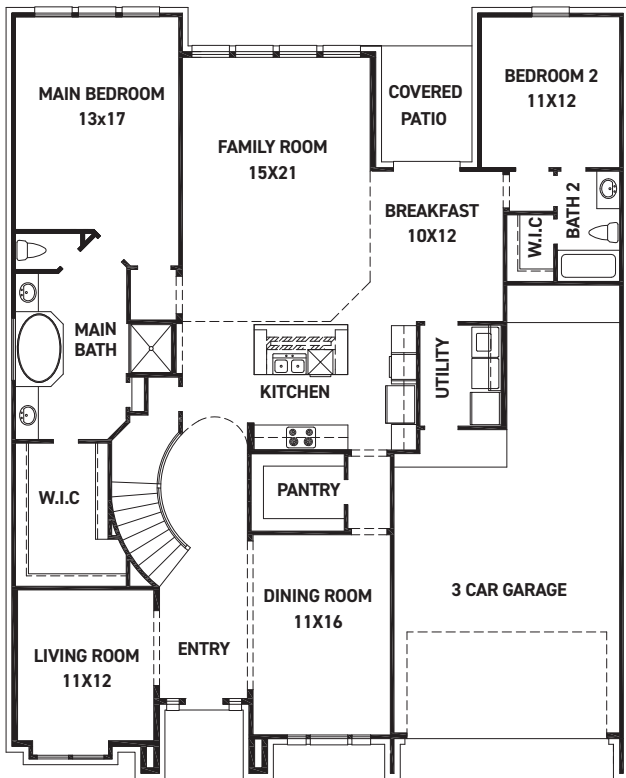 MAIN BEDROOM
13x17
FAMILY ROOM
15X21
COVERED
PATIO
BEDROOM 2
11X12
BREAKFAST
10X12
W.I.C
BATH 2
MAIN
BATH
KITCHEN
UTILITY
W.I.C
PANTRY
DINING ROOM
11X16
3 CAR GARAGE
LIVING ROOM
11X12
ENTRY